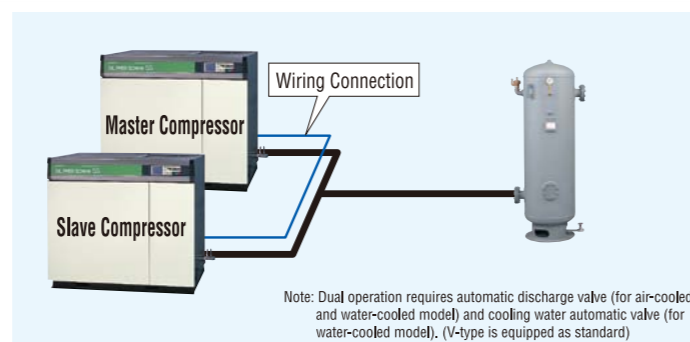 Wiring Connection
Master Compressor
Slave Compressor
Note: Dual operation requires automatic discharge valve (for air-cooled
and water-cooled model) and cooling water automatic valve (for
water-cooled model). (V-type is equipped as standard)